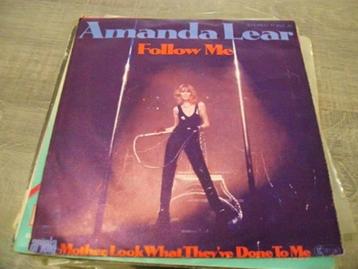 Amanda Lear
Follow Me
Mother, Look What They've Done To Me